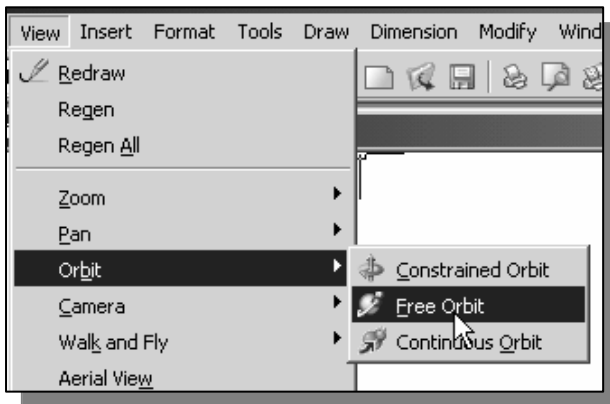 View Insert Format Tools Draw Dimension Modify Wind
Redraw
Regen
Regen All
Zoom
Pan
Orbit
Constrained Orbit
Camera
Free Orbit
Walk and Fly
Continuous Orbit
Aerial View